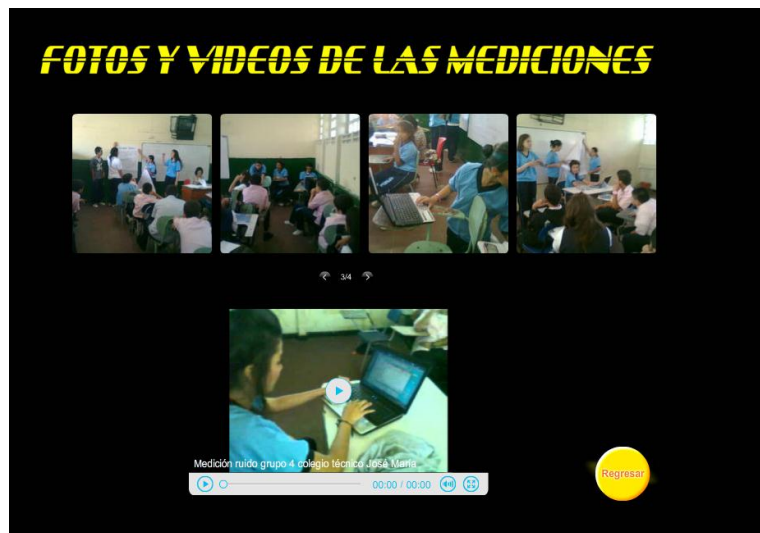 FOTOS Y VIDEOS DE LAS MEDICIONES
3/4
Medición ruido grupo 4 colegio técnico José María
00:00 / 00:00
Regresar